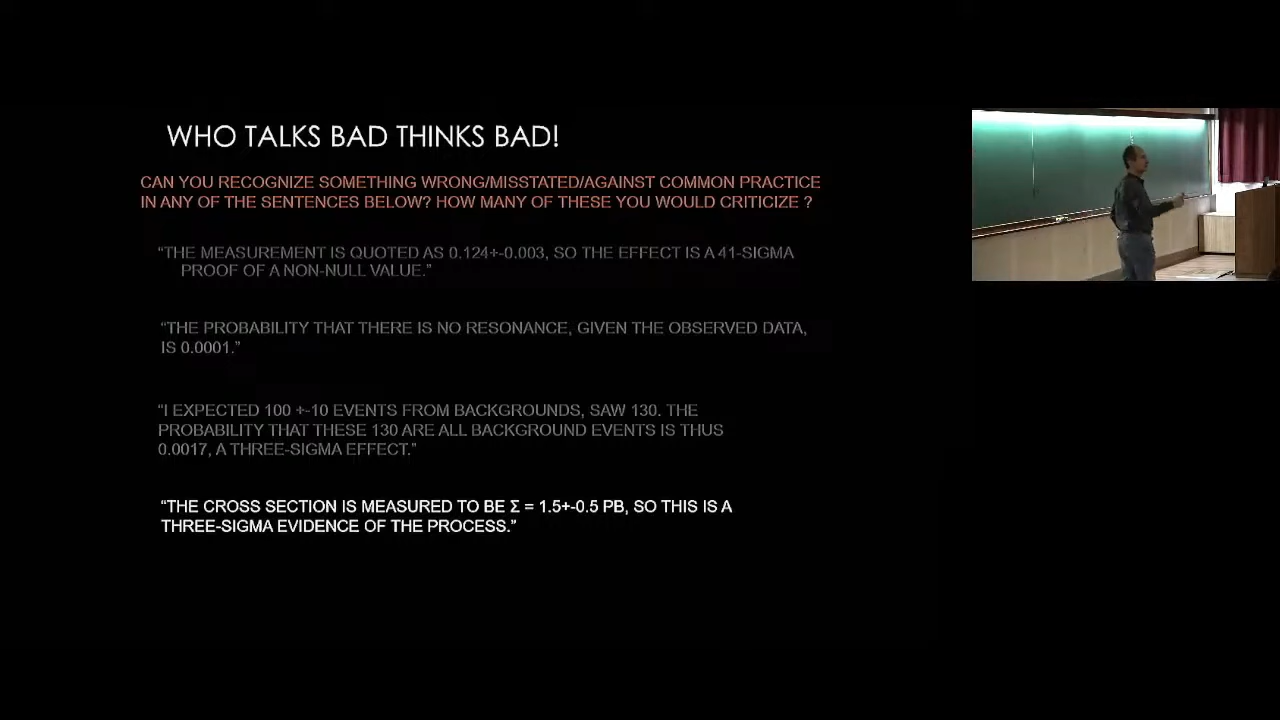 WHO TALKS BAD THINKS BAD!
CAN YOU RECOGNIZE SOMETHING WRONG/MISSTATED/AGAINST COMMON PRACTICE
IN ANY OF THE SENTENCES BELOW? HOW MANY OF THESE YOU WOULD CRITICIZE ?
“THE MEASUREMENT IS QUOTED AS 0.124+-0.003, SO THE EFFECT IS A 41-SIGMA
PROOF OF A NON-NULL VALUE.”
“THE PROBABILITY THAT THERE IS NO RESONANCE, GIVEN THE OBSERVED DATA,
IS 0.0001.”
“I EXPECTED 100 +-10 EVENTS FROM BACKGROUNDS, SAW 130. THE
PROBABILITY THAT THESE 130 ARE ALL BACKGROUND EVENTS IS THUS
0.0017, A THREE-SIGMA EFFECT.”
“THE CROSS SECTION IS MEASURED TO BE Σ = 1.5+-0.5 PB, SO THIS IS A
THREE-SIGMA EVIDENCE OF THE PROCESS.”